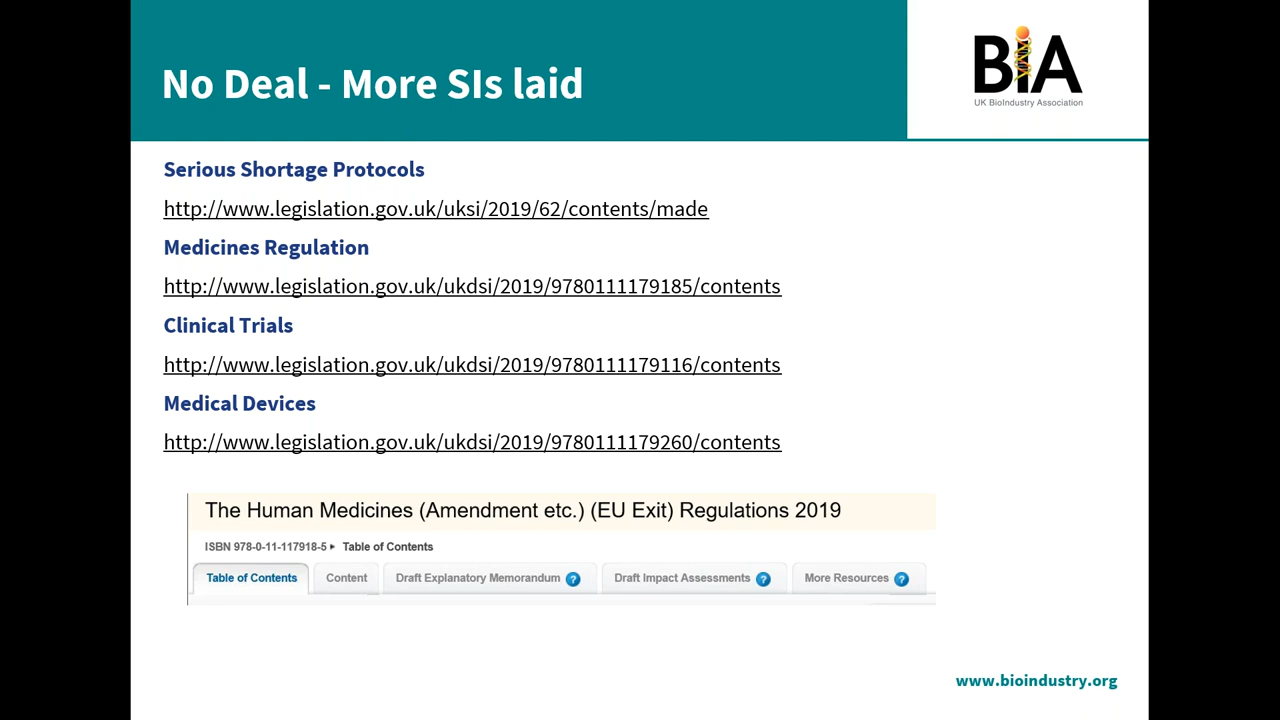 No Deal - More SIs laid
BIA
UK BioIndustry Association
Serious Shortage Protocols
http://www.legislation.gov.uk/uksi/2019/62/contents/made
Medicines Regulation
http://www.legislation.gov.uk/ukdsi/2019/9780111179185/contents
Clinical Trials
http://www.legislation.gov.uk/ukdsi/2019/9780111179116/contents
Medical Devices
http://www.legislation.gov.uk/ukdsi/2019/9780111179260/contents
The Human Medicines (Amendment etc.) (EU Exit) Regulations 2019
ISBN 978-0-11-117918-5 ▸ Table of Contents
Table of Contents Content Draft Explanatory Memorandum ? Draft Impact Assessments ? More Resources ?
www.bioindustry.org